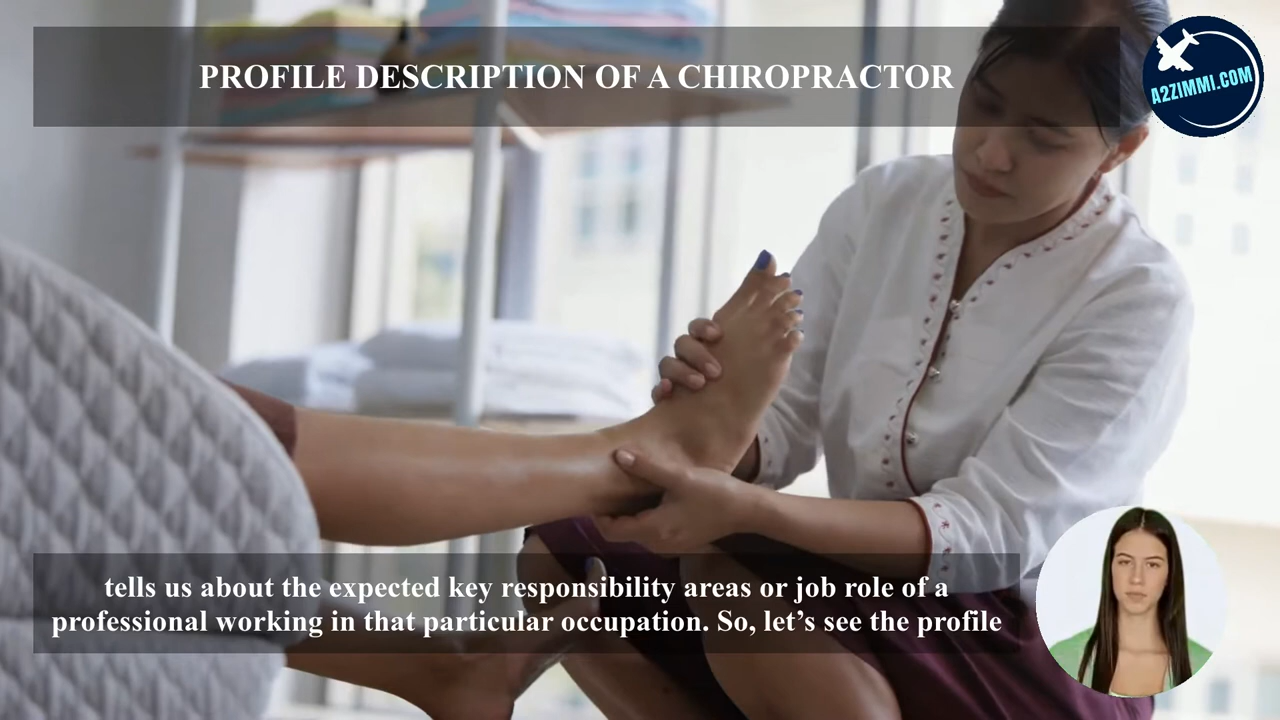 PROFILE DESCRIPTION OF A CHIROPRACTOR
A2ZIMMI.COM
tells us about the expected key responsibility areas or job role of a
professional working in that particular occupation. So, let’s see the profile